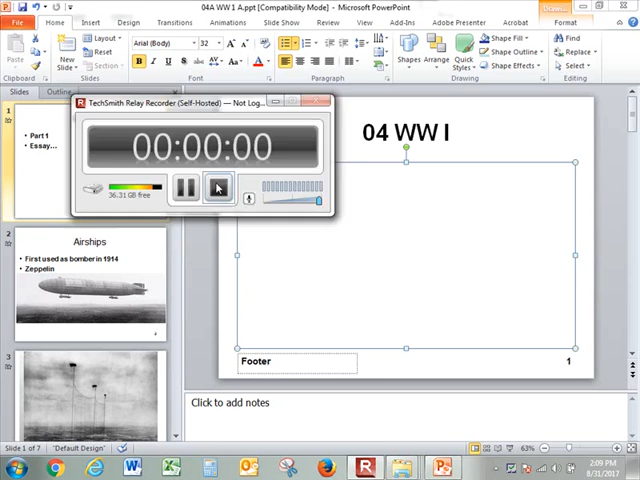 04A WW 1 A.ppt [Compatibility Mode] - Microsoft PowerPoint
File Home Insert Design Transitions Animations Slide Show Review View Add-Ins Adobe Presenter Acrobat Format
Paste
New Slide
Layout
Reset
Section
Arial (Body) 32
Shapes Arrange Quick Styles
Shape Fill
Shape Outline
Shape Effects
Find
Replace
Select
Clipboard Slides Paragraph Drawing Editing
Slides Outline
TechSmith Relay Recorder (Self-Hosted) — Not Log...
00:00:00
36.31 GB free
1
Part 1
Essay...
2
Airships
First used as bomber in 1914
Zeppelin
3
04 WW I
Footer
1
Click to add notes
Slide 1 of 7
"Default Design"
63%
2:09 PM
8/31/2017